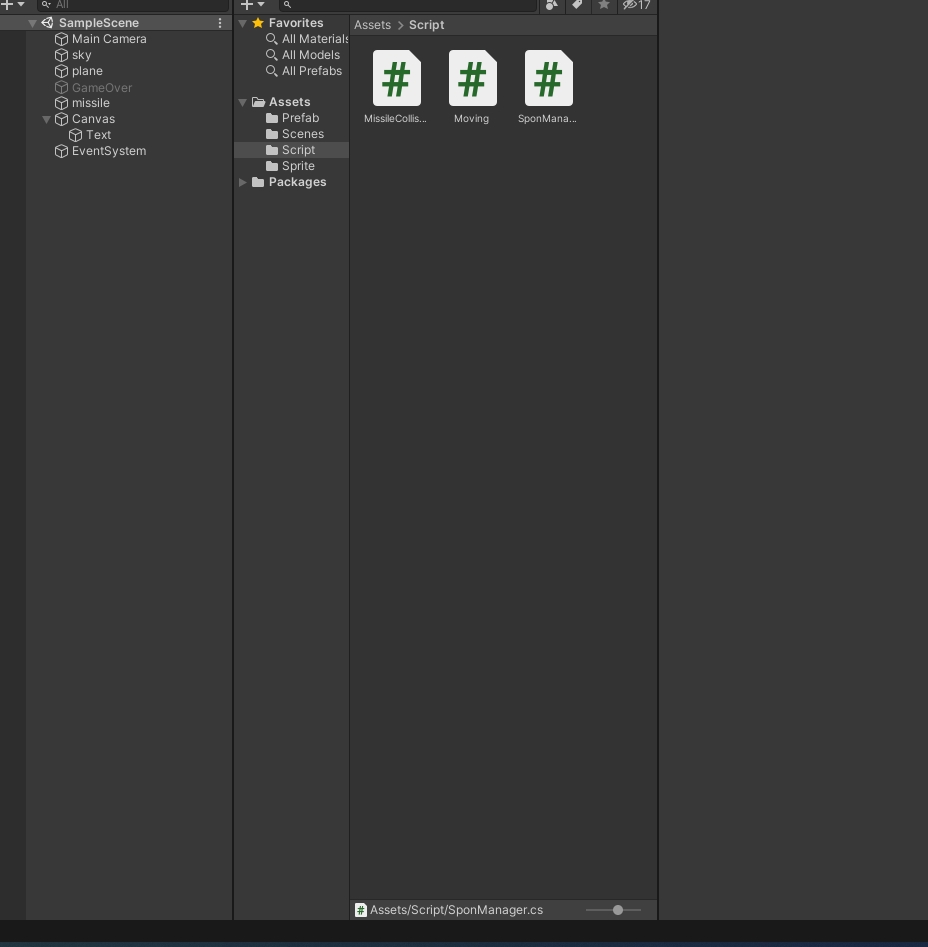 All
17
SampleScene
Main Camera
sky
plane
GameOver
missile
Canvas
Text
EventSystem
Favorites
All Materials
All Models
All Prefabs
Assets
Prefab
Scenes
Script
Sprite
Packages
Assets > Script
# # #
MissileCollis... Moving SponMana...
# Assets/Script/SponManager.cs